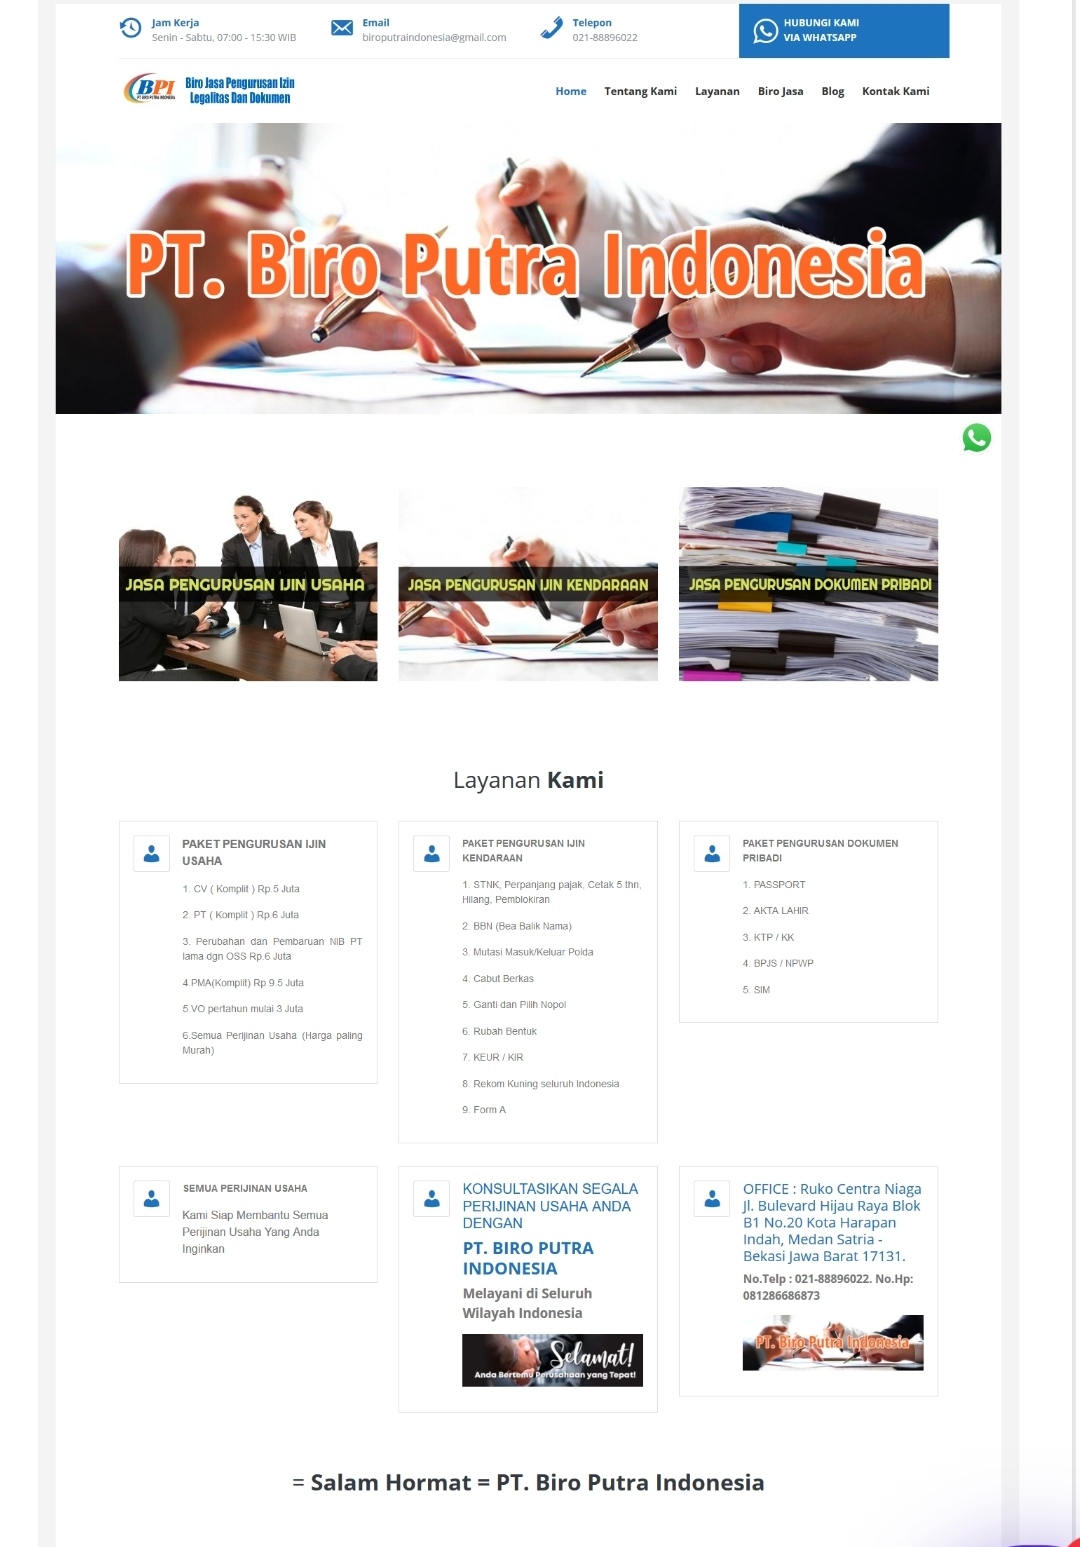 Jam Kerja
Senin - Sabtu, 07:00 - 15:30 WIB
Email
biroputraindonesia@gmail.com
Telepon
021-88896022
HUBUNGI KAMI
VIA WHATSAPP
BPI
PT. BIRO PUTRA INDONESIA
Biro Jasa Pengurusan Izin
Legalitas Dan Dokumen
Home Tentang Kami Layanan Biro Jasa Blog Kontak Kami
PT. Biro Putra Indonesia
JASA PENGURUSAN IJIN USAHA
JASA PENGURUSAN IJIN KENDARAAN
JASA PENGURUSAN DOKUMEN PRIBADI
Layanan Kami
PAKET PENGURUSAN IJIN
USAHA
1. CV ( Komplit ) Rp.5 Juta
2. PT ( Komplit ) Rp.6 Juta
3. Perubahan dan Pembaruan NIB PT
lama dgn OSS Rp.6 Juta
4.PMA(Komplit) Rp.9.5 Juta
5.VO pertahun mulai 3 Juta
6.Semua Perijinan Usaha (Harga paling
Murah)
PAKET PENGURUSAN IJIN
KENDARAAN
1. STNK, Perpanjang pajak, Cetak 5 thn,
Hilang, Pemblokiran
2. BBN (Bea Balik Nama)
3. Mutasi Masuk/Keluar Polda
4. Cabut Berkas
5. Ganti dan Pilih Nopol
6. Rubah Bentuk
7. KEUR / KIR
8. Rekom Kuning seluruh Indonesia
9. Form A
PAKET PENGURUSAN DOKUMEN
PRIBADI
1. PASSPORT
2. AKTA LAHIR
3. KTP / KK
4. BPJS / NPWP
5. SIM
SEMUA PERIJINAN USAHA
Kami Siap Membantu Semua
Perijinan Usaha Yang Anda
Inginkan
KONSULTASIKAN SEGALA
PERIJINAN USAHA ANDA
DENGAN
PT. BIRO PUTRA
INDONESIA
Melayani di Seluruh
Wilayah Indonesia
Selamat!
Anda Bertemu Perusahaan yang Tepat!
OFFICE : Ruko Centra Niaga
Jl. Bulevard Hijau Raya Blok
B1 No.20 Kota Harapan
Indah, Medan Satria -
Bekasi Jawa Barat 17131.
No.Telp : 021-88896022. No.Hp:
081286686873
PT. Biro Putra Indonesia
= Salam Hormat = PT. Biro Putra Indonesia